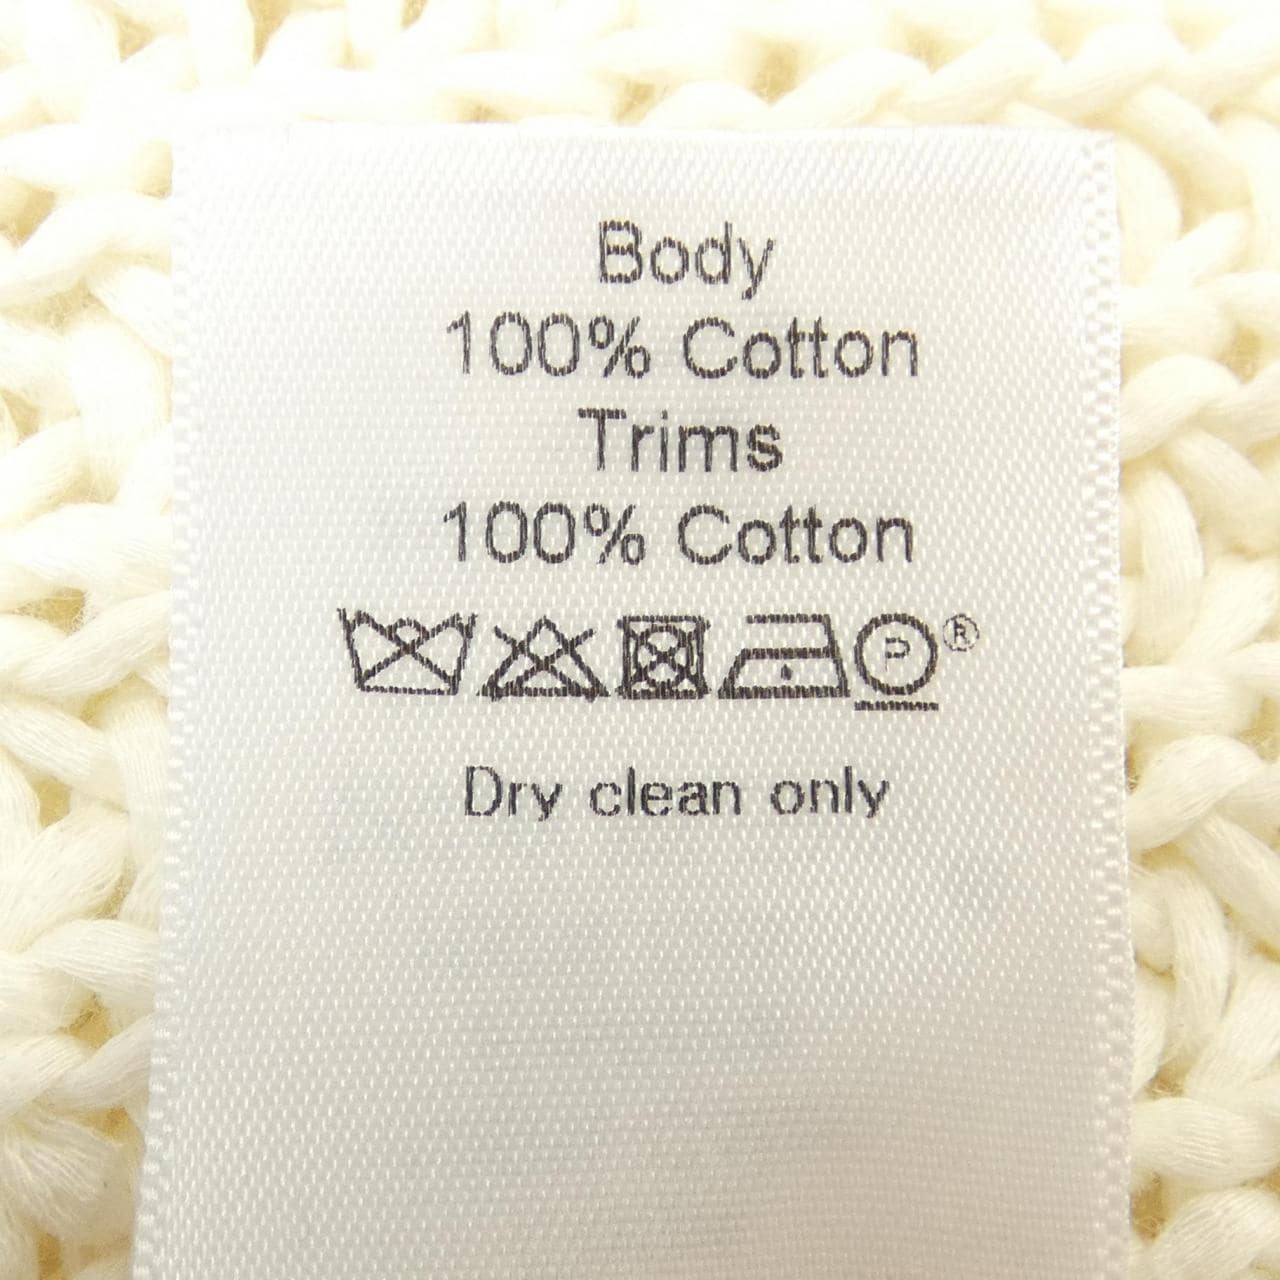 Body
100% Cotton
Trims
100% Cotton
P ®
Dry clean only